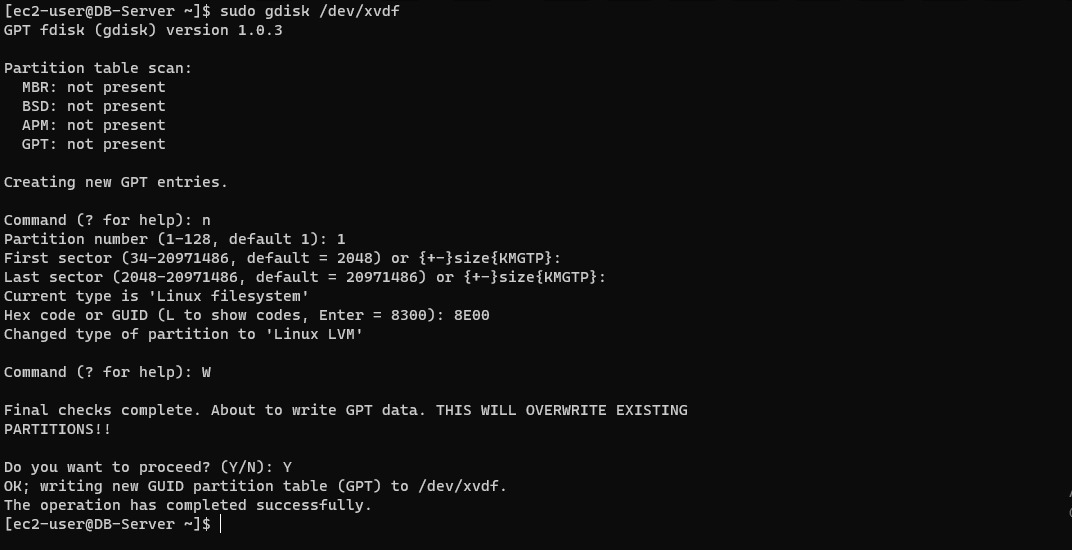 [ec2-user@DB-Server ~]$ sudo gdisk /dev/xvdf
GPT fdisk (gdisk) version 1.0.3
Partition table scan:
  MBR: not present
  BSD: not present
  APM: not present
  GPT: not present
Creating new GPT entries.
Command (? for help): n
Partition number (1-128, default 1): 1
First sector (34-20971486, default = 2048) or {+-}size{KMGTP}:
Last sector (2048-20971486, default = 20971486) or {+-}size{KMGTP}:
Current type is 'Linux filesystem'
Hex code or GUID (L to show codes, Enter = 8300): 8E00
Changed type of partition to 'Linux LVM'
Command (? for help): W
Final checks complete. About to write GPT data. THIS WILL OVERWRITE EXISTING
PARTITIONS!!
Do you want to proceed? (Y/N): Y
OK; writing new GUID partition table (GPT) to /dev/xvdf.
The operation has completed successfully.
[ec2-user@DB-Server ~]$